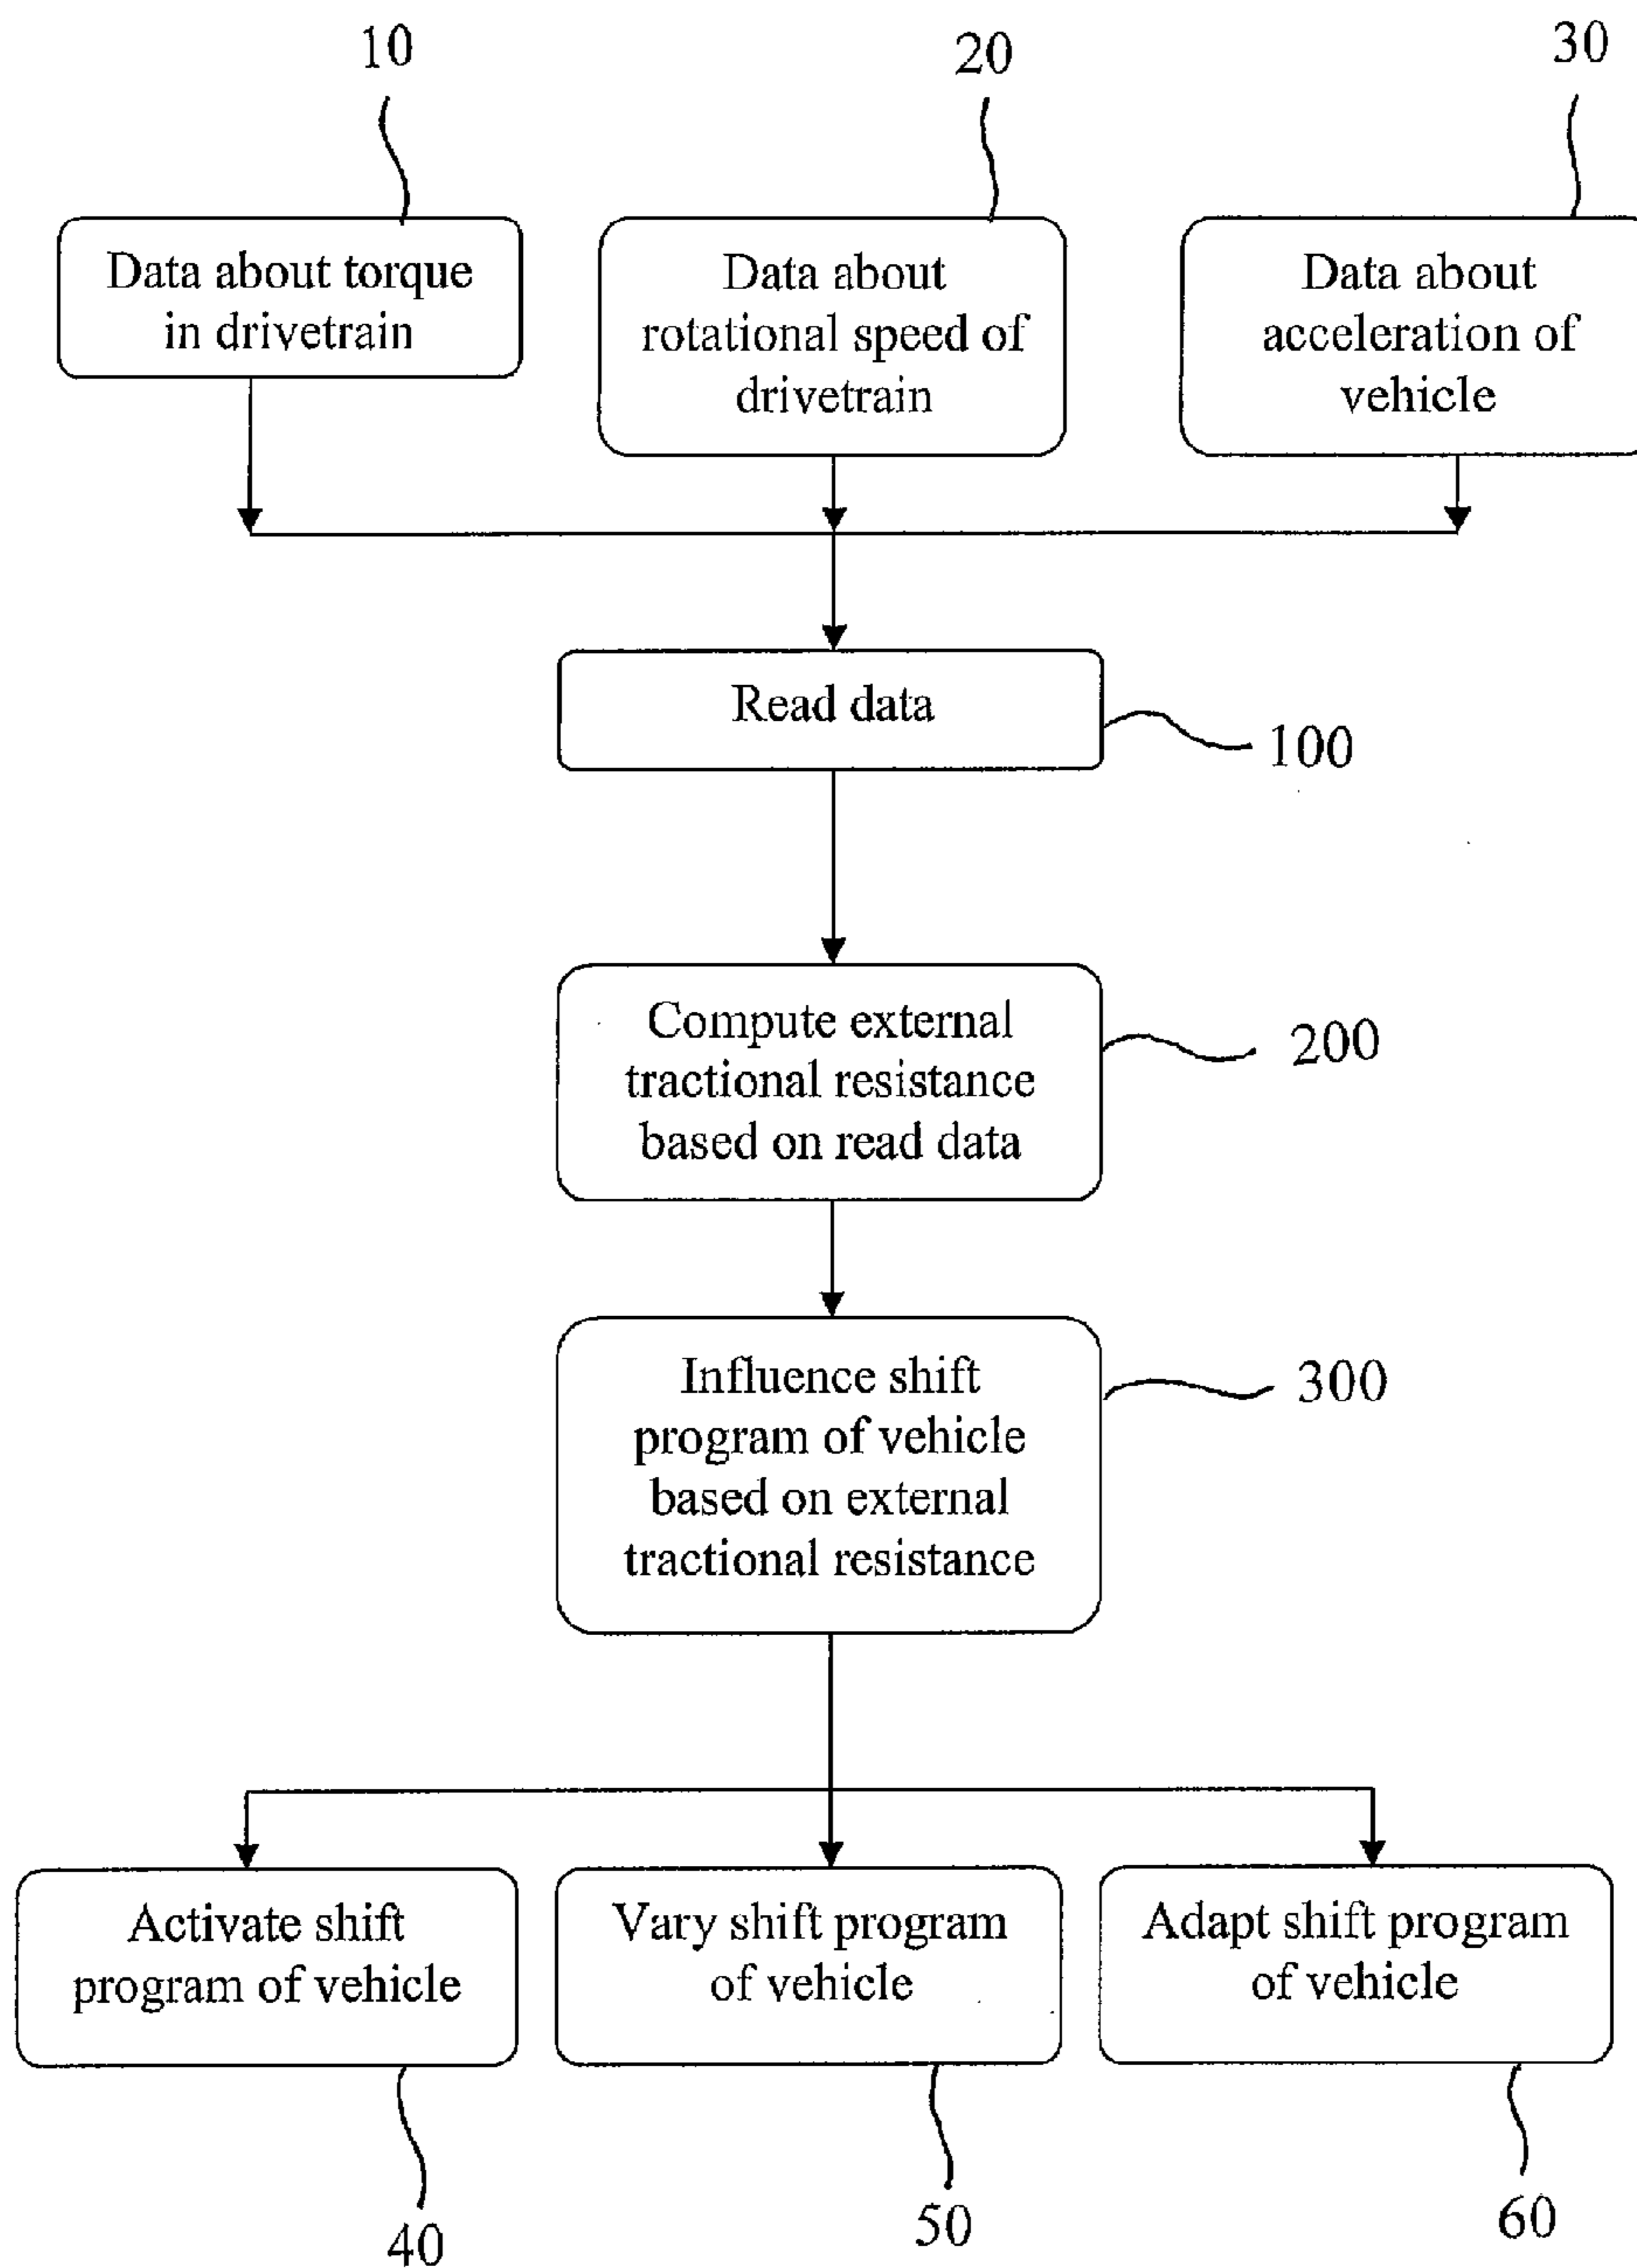 10
20
30
Data about torque
in drivetrain
Data about
rotational speed of
drivetrain
Data about
acceleration of
vehicle
Read data
100
Compute external
tractional resistance
based on read data
200
Influence shift
program of vehicle
based on external
tractional resistance
300
Activate shift
program of vehicle
Vary shift program
of vehicle
Adapt shift program
of vehicle
40
50
60